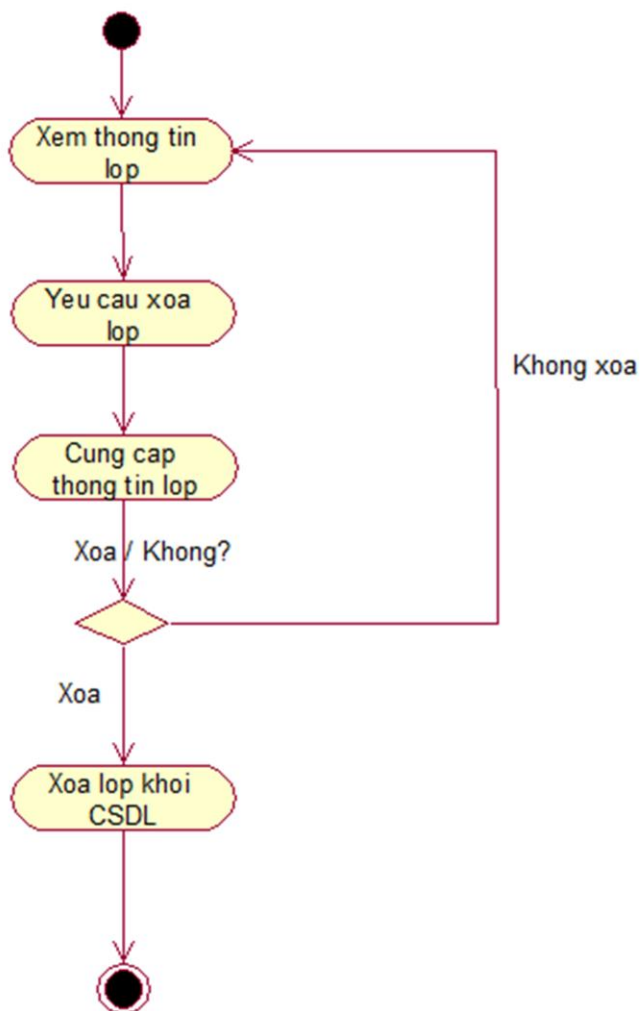 Xem thong tin
lop
Yeu cau xoa
lop
Khong xoa
Cung cap
thong tin lop
Xoa / Khong?
Xoa
Xoa lop khoi
CSDL